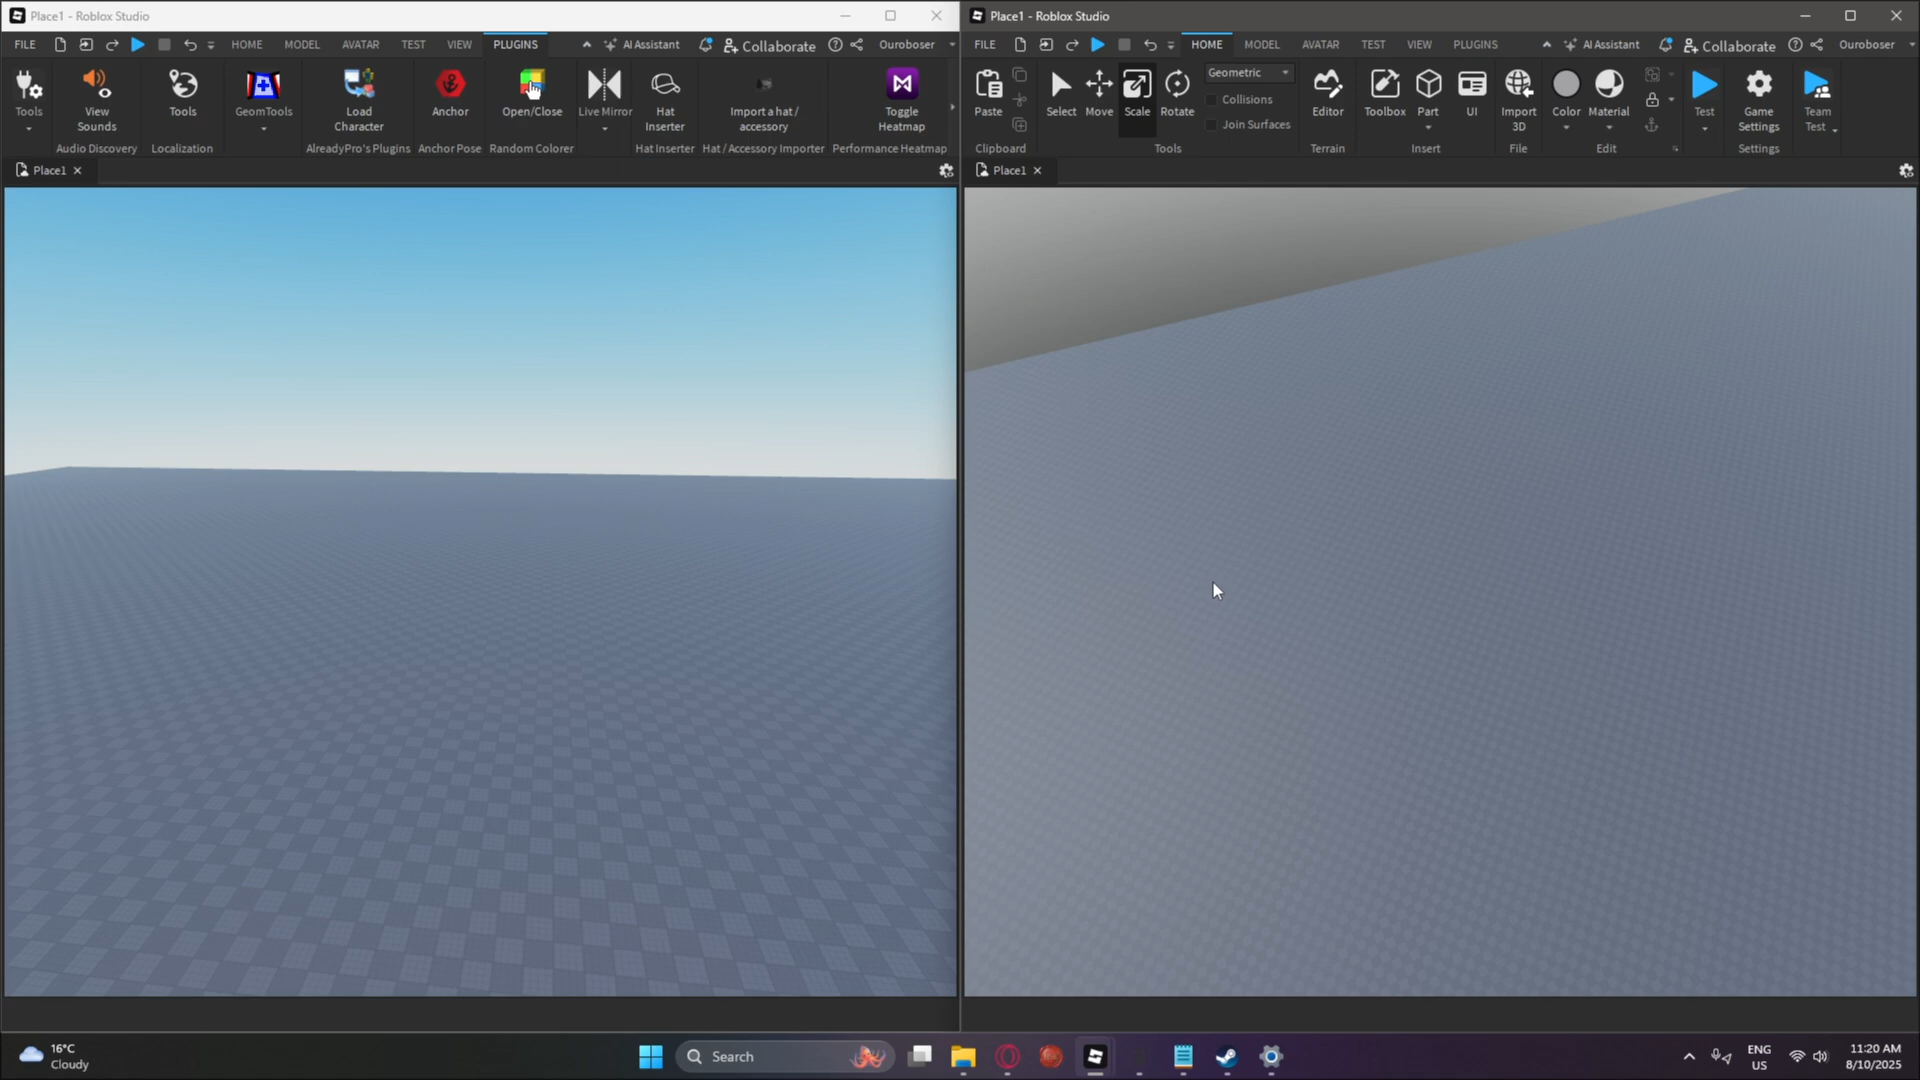 Place1 - Roblox Studio
FILE HOME MODEL AVATAR TEST VIEW PLUGINS AI Assistant Collaborate Ouroboser
Tools
View Sounds
Tools
GeomTools
Load Character
Anchor
Open/Close
Live Mirror
Hat Inserter
Import a hat / accessory
Toggle Heatmap
Audio Discovery
Localization
AlreadyPro's Plugins
Anchor Pose
Random Colorer
Hat Inserter
Hat / Accessory Importer
Performance Heatmap
Place1
Place1 - Roblox Studio
FILE HOME MODEL AVATAR TEST VIEW PLUGINS AI Assistant Collaborate Ouroboser
Paste
Select
Move
Scale
Rotate
Geometric
Collisions
Join Surfaces
Editor
Toolbox
Part
UI
Import 3D
Color
Material
Test
Game Settings
Team Test
Clipboard
Tools
Terrain
Insert
File
Edit
Settings
Place1
16°C
Cloudy
Search
ENG
US
11:20 AM
8/10/2025